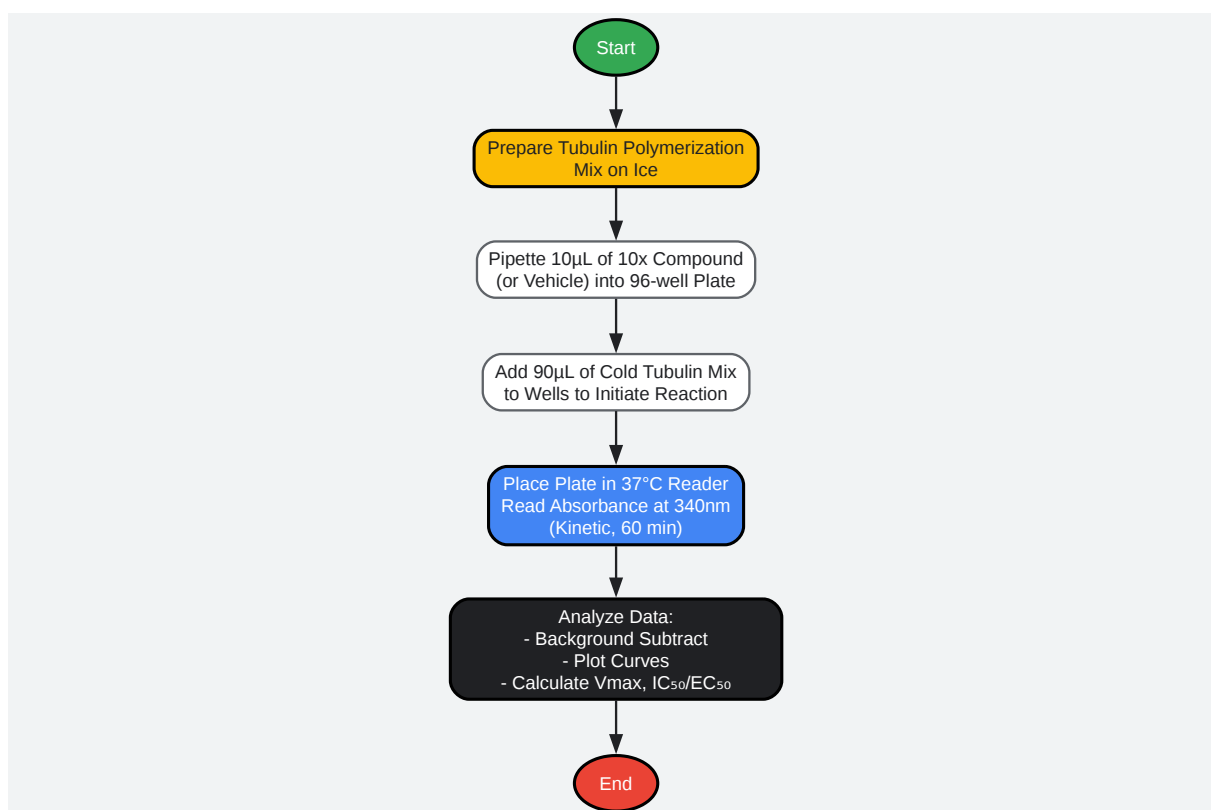 Start
Prepare Tubulin Polymerization
Mix on Ice
Pipette 10µL of 10x Compound
(or Vehicle) into 96-well Plate
Add 90µL of Cold Tubulin Mix
to Wells to Initiate Reaction
Place Plate in 37°C Reader
Read Absorbance at 340nm
(Kinetic, 60 min)
Analyze Data:
- Background Subtract
- Plot Curves
- Calculate Vmax, IC₅₀/EC₅₀
End